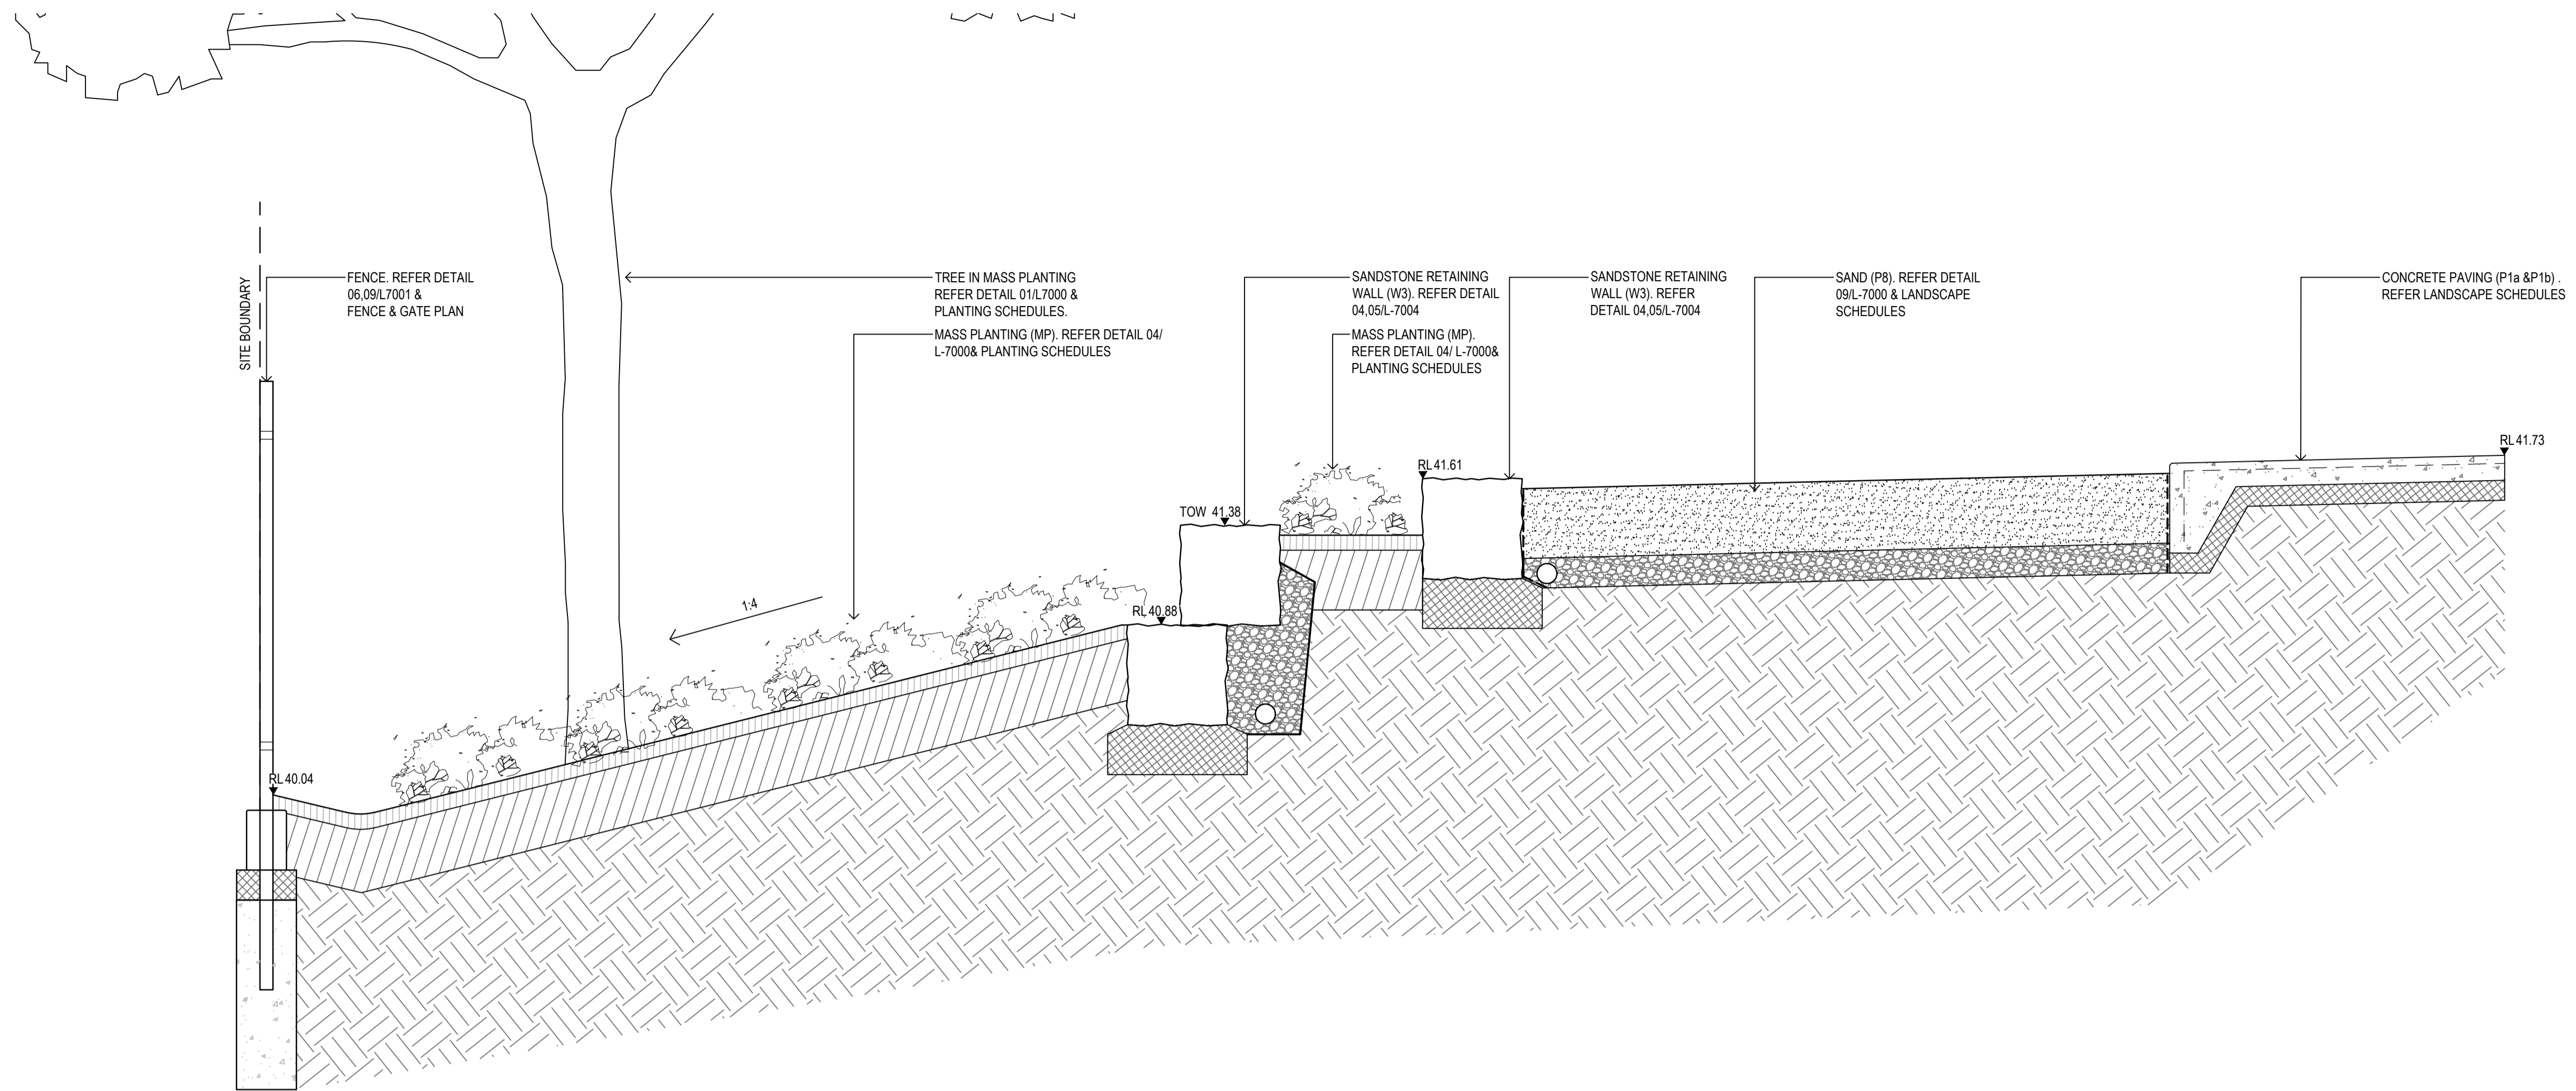 SITE BOUNDARY
FENCE. REFER DETAIL
06,09/L7001 &
FENCE & GATE PLAN
TREE IN MASS PLANTING
REFER DETAIL 01/L7000 &
PLANTING SCHEDULES.
MASS PLANTING (MP). REFER DETAIL 04/
L-7000& PLANTING SCHEDULES
SANDSTONE RETAINING
WALL (W3). REFER DETAIL
04,05/L-7004
MASS PLANTING (MP).
REFER DETAIL 04/ L-7000&
PLANTING SCHEDULES
SANDSTONE RETAINING
WALL (W3). REFER
DETAIL 04,05/L-7004
SAND (P8). REFER DETAIL
09/L-7000 & LANDSCAPE
SCHEDULES
CONCRETE PAVING (P1a &P1b) .
REFER LANDSCAPE SCHEDULES
RL 41.73
RL 41.61
TOW 41.38
RL 40.88
1:4
RL 40.04